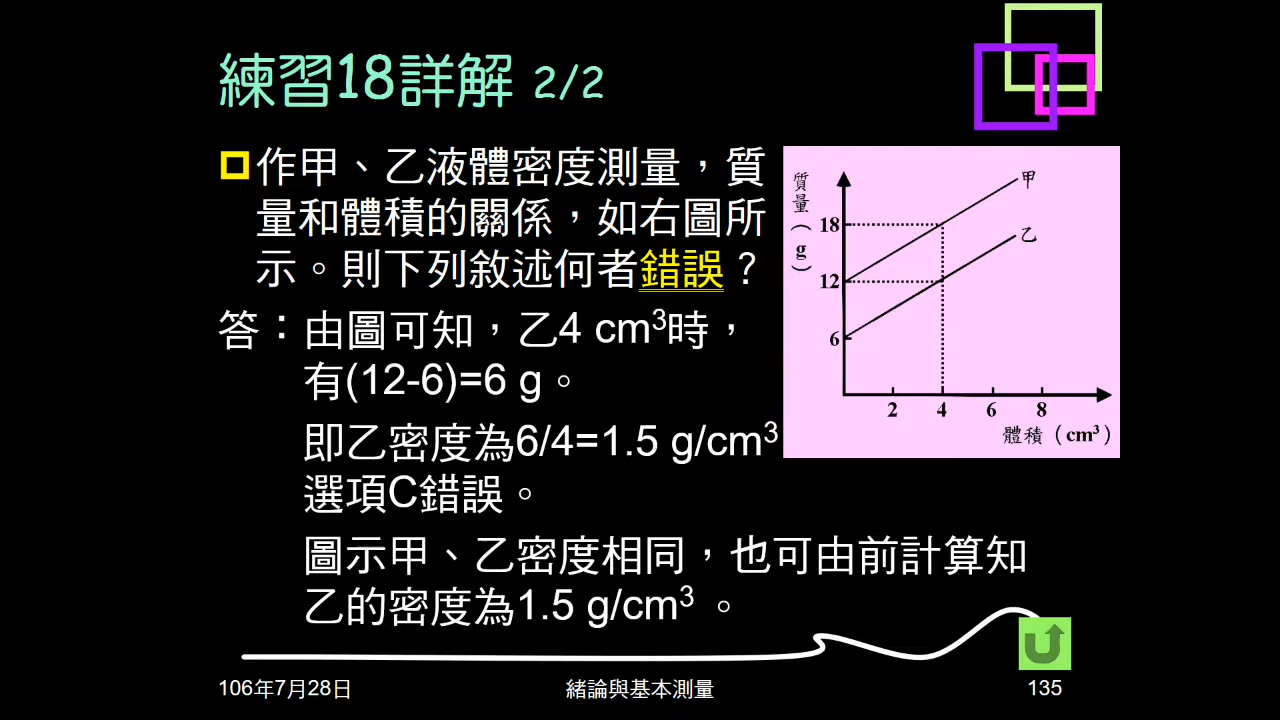 練習18詳解 2/2
作甲、乙液體密度測量，質
量和體積的關係，如右圖所
示。則下列敘述何者錯誤？
答：由圖可知，乙4 cm³時，
有(12-6)=6 g。
即乙密度為6/4=1.5 g/cm³
選項C錯誤。
圖示甲、乙密度相同，也可由前計算知
乙的密度為1.5 g/cm³ 。
質量(g)
甲
乙
18
12
6
2 4 6 8
體積（cm³）
106年7月28日
緒論與基本測量
135